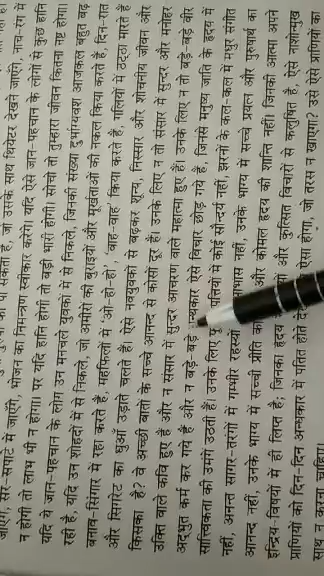 जाएँगे, सैर-सपाटे में जाएँगे, भोजन का निमन्त्रण स्वीकार करेंगे। यदि ऐसे जान-पहचान के लोगों से कुछ हानि
न होगी तो लाभ भी न होगा। पर यदि हानि होगी तो बड़ी भारी होगी। सोचो तो तुम्हारा जीवन कितना नष्ट होगा।
यदि ये जान-पहचान के लोग उन मनचले युवकों में से निकले, जिनकी संख्या दुर्भाग्यवश आजकल बहुत बढ़
रही है, यदि उन शोहदों में से निकले, जो अमीरों की बुराइयों और मूर्खताओं की नकल किया करते हैं, दिन-रात
बनाव-सिंगार में रहा करते हैं, महफिलों में 'ओ-हो-हो', 'वाह-वाह' किया करते हैं, गलियों में ठट्ठा मारते हैं
और सिगरेट का धुआँ उड़ाते चलते हैं। ऐसे नवयुवकों से बढ़कर शून्य, निस्सार और शोचनीय जीवन और
किसका है? वे अच्छी बातों के सच्चे आनन्द से कोसों दूर हैं। उनके लिए न तो संसार में सुन्दर और मनोहर
उक्ति वाले कवि हुए हैं और न संसार में सुन्दर आचरण वाले महात्मा हुए हैं। उनके लिए न तो बड़े-बड़े वीर
अद्भुत कर्म कर गये हैं और न बड़े-बड़े ग्रन्थकार ऐसे विचार छोड़ गये हैं, जिनसे मनुष्य जाति के हृदय में
सात्त्विकता की उमंगें उठती हैं। उनके लिए फूल-पत्तियों में कोई सौन्दर्य नहीं, झरनों के कल-कल में मधुर संगीत
नहीं, अनन्त सागर-तरंगों में गम्भीर रहस्यों का आभास नहीं, उनके भाग्य में सच्चे प्रयत्न और पुरुषार्थ का
आनन्द नहीं, उनके भाग्य में सच्ची प्रीति का और कोमल हृदय की शान्ति नहीं। जिनकी आत्मा अपने
इन्द्रिय-विषयों में ही लिप्त है; जिनका हृदय और कुत्सित विचारों से कलुषित है, ऐसे नाशोन्मुख
प्राणियों को दिन-दिन अन्धकार में पतित होते ऐसा होगा, जो तरस न खाएगा? उसे ऐसे प्राणियों का
साथ न करना चाहिए।